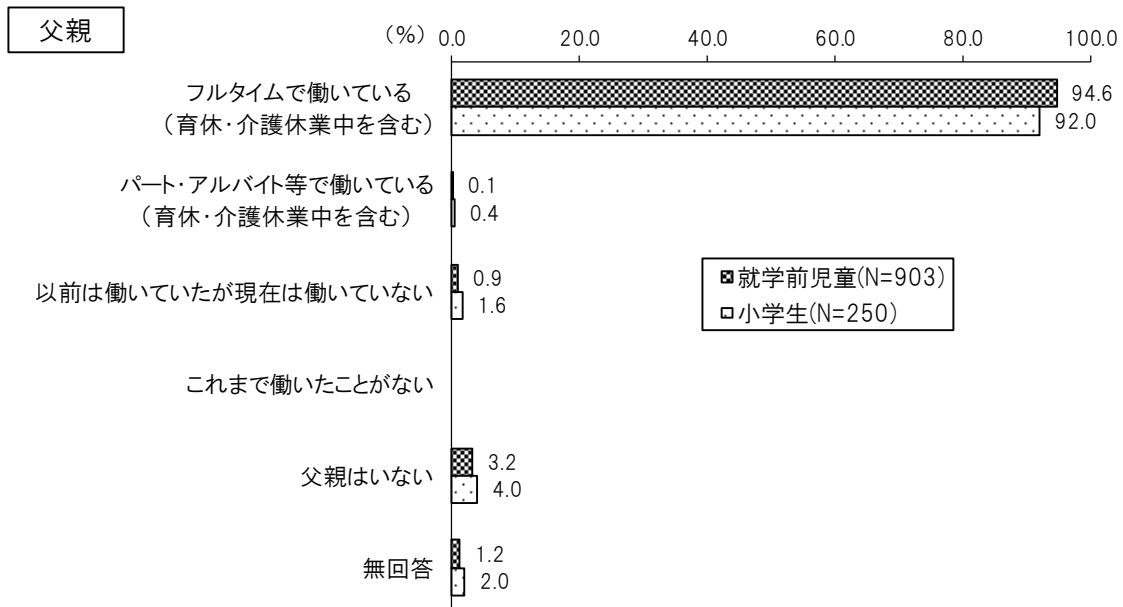 父親
(%) 0.0 20.0 40.0 60.0 80.0 100.0
フルタイムで働いている
(育休・介護休業中を含む)
94.6
92.0
パート・アルバイト等で働いている
(育休・介護休業中を含む)
0.1
0.4
以前は働いていたが現在は働いていない
0.9
1.6
就学前児童(N=903)
小学生(N=250)
これまで働いたことがない
父親はいない
3.2
4.0
無回答
1.2
2.0